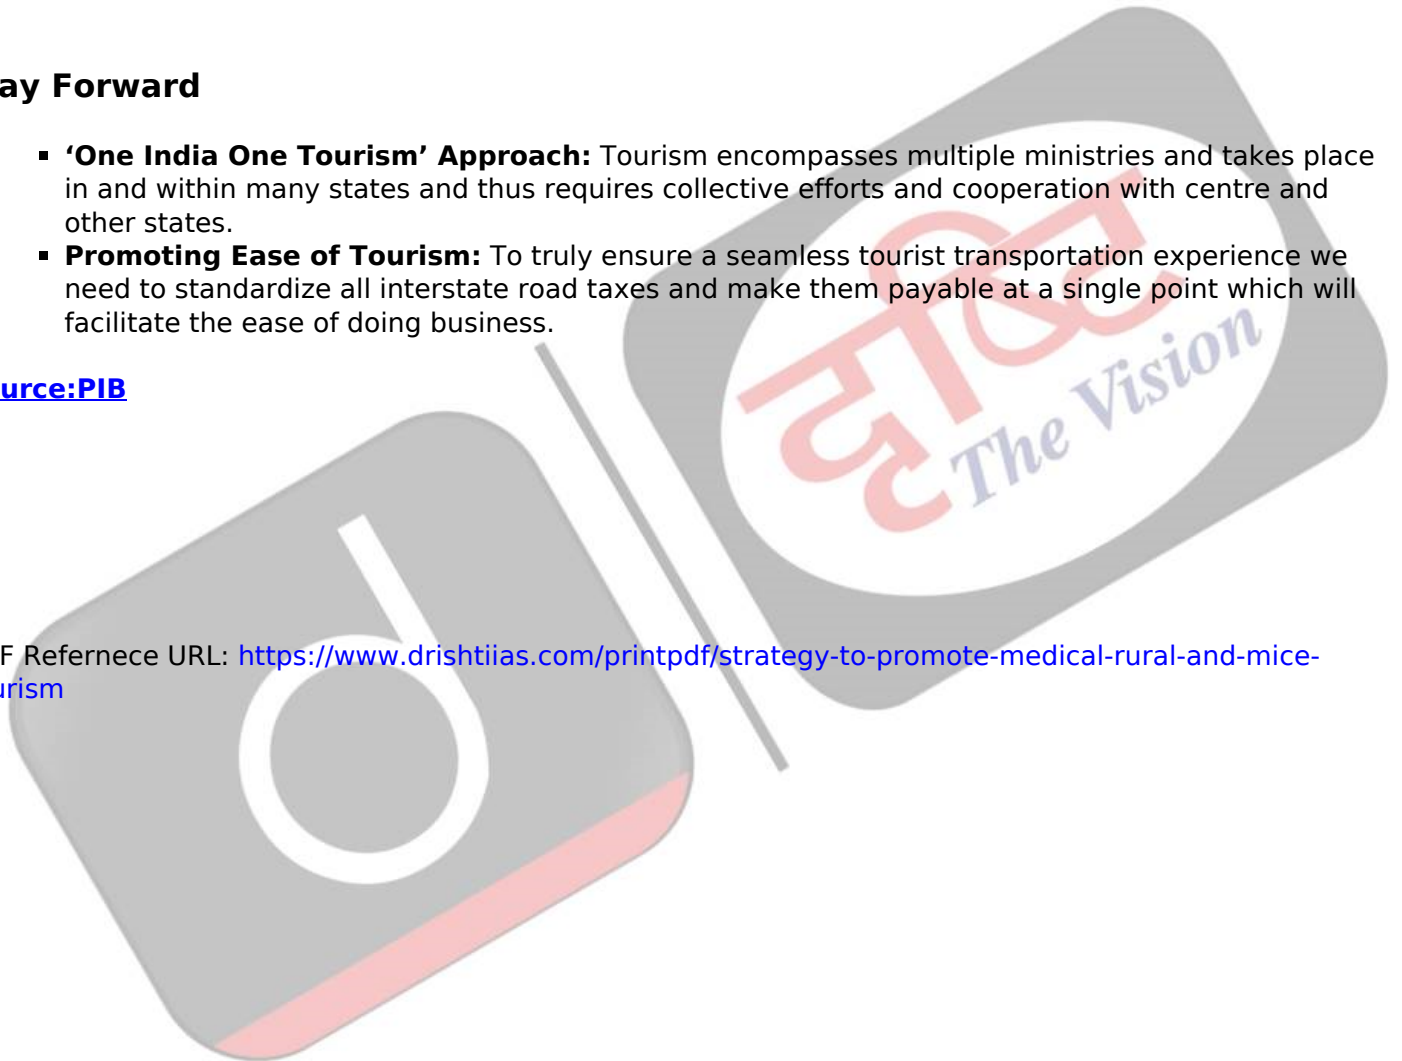 ay Forward
▪ ‘One India One Tourism’ Approach: Tourism encompasses multiple ministries and takes place
in and within many states and thus requires collective efforts and cooperation with centre and
other states.
▪ Promoting Ease of Tourism: To truly ensure a seamless tourist transportation experience we
need to standardize all interstate road taxes and make them payable at a single point which will
facilitate the ease of doing business.
urce:PIB
दृष्टि
The Vision
d
F Refernece URL: https://www.drishtiias.com/printpdf/strategy-to-promote-medical-rural-and-mice-
urism